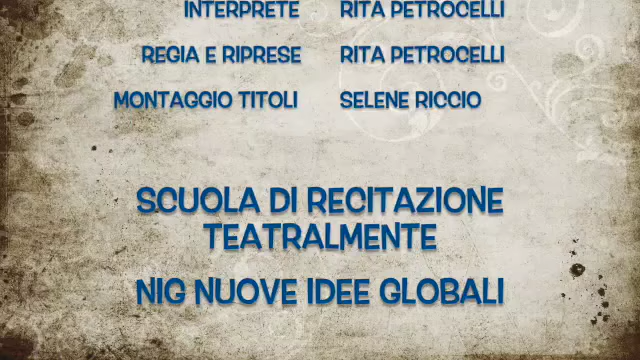 INTERPRETE RITA PETROCELLI
REGIA E RIPRESE RITA PETROCELLI
MONTAGGIO TITOLI SELENE RICCIO
SCUOLA DI RECITAZIONE
TEATRALMENTE
NIG NUOVE IDEE GLOBALI